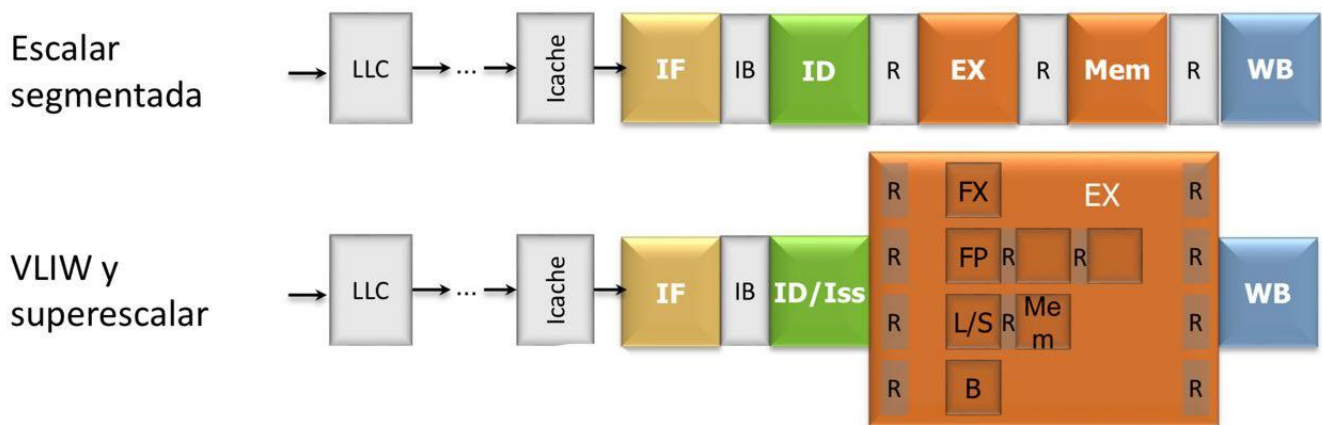 Escalar
segmentada
LLC
...
Icache
IF
IB
ID
R
EX
R
Mem
R
WB
VLIW y
superescalar
LLC
...
Icache
IF
IB
ID/Iss
EX
R
FX
R
R
FP
R
R
R
R
L/S
R
Me
m
R
R
B
R
WB